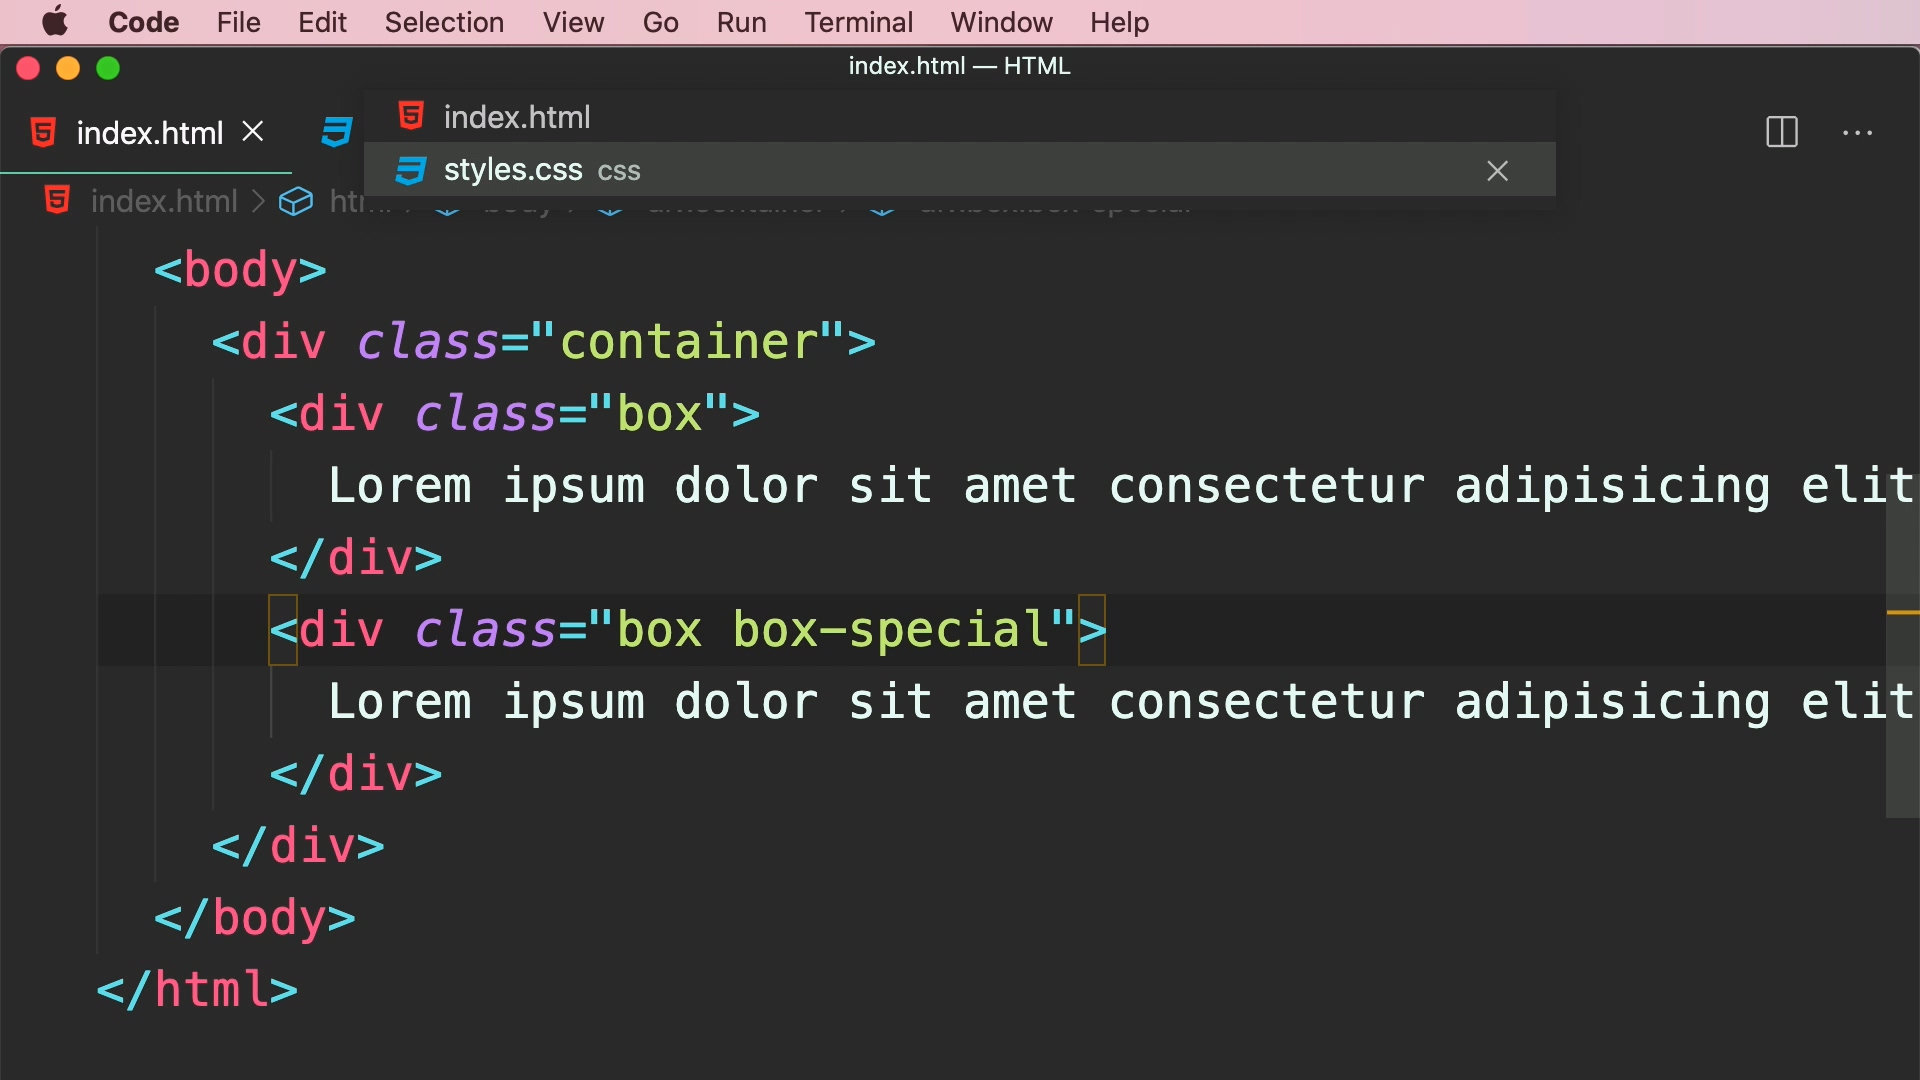 Code File Edit Selection View Go Run Terminal Window Help
index.html — HTML
index.html
index.html
styles.css css
index.html
<body>
<div class="container">
<div class="box">
Lorem ipsum dolor sit amet consectetur adipisicing elit
</div>
<div class="box box-special">
Lorem ipsum dolor sit amet consectetur adipisicing elit
</div>
</div>
</body>
</html>